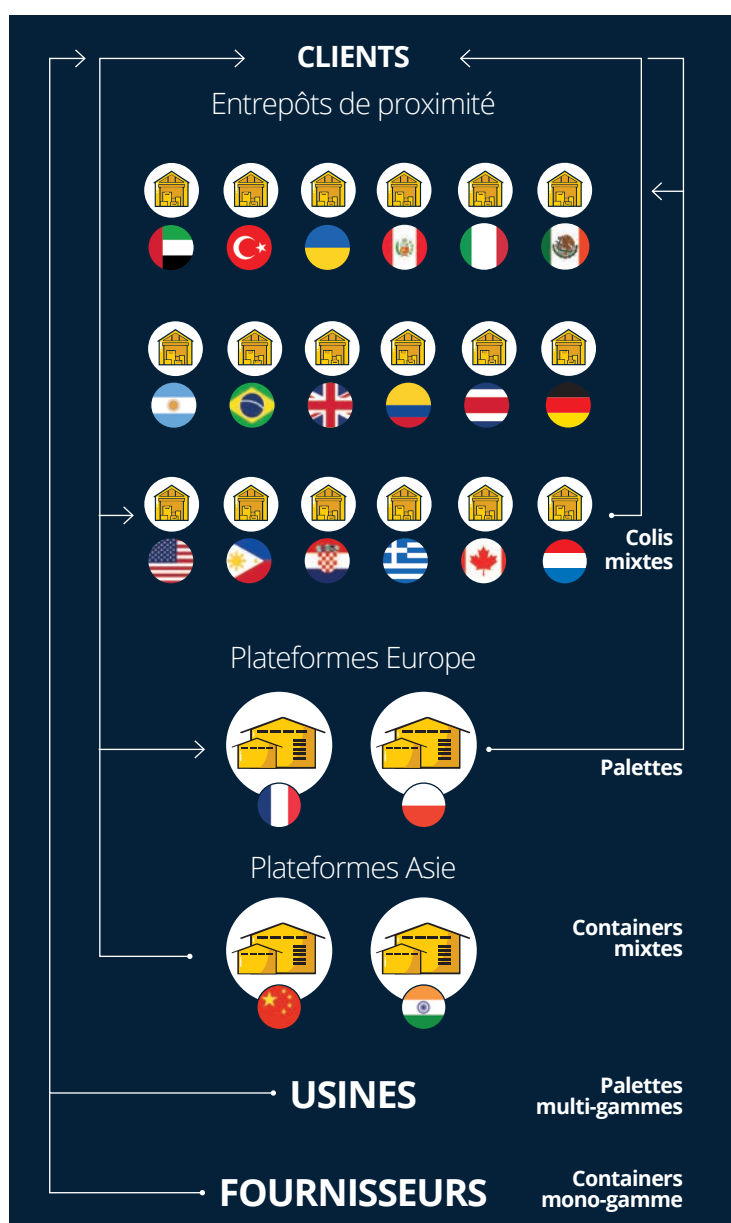 CLIENTS
Entrepôts de proximité
Colis
mixtes
Plateformes Europe
Palettes
Plateformes Asie
Containers
mixtes
USINES
Palettes
multi-gammes
FOURNISSEURS
Containers
mono-gamme